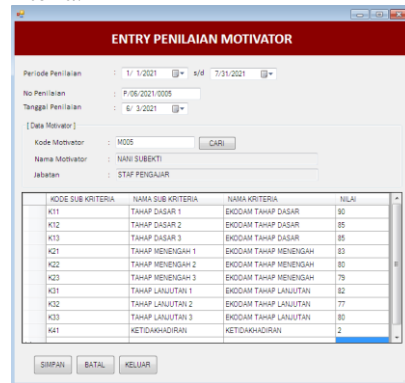 ENTRY PENILAIAN MOTIVATOR
Periode Penilaian : 1/ 1/2021 s/d 7/31/2021
No Penilaian : P/06/2021/0005
Tanggal Penilaian : 6/ 3/2021
[ Data Motivator ]
Kode Motivator : M005 CARI
Nama Motivator : NANI SUBEKTI
Jabatan : STAF PENGAJAR
KODE SUB KRITERIA NAMA SUB KRITERIA NAMA KRITERIA NILAI
K11 TAHAP DASAR 1 EKODAM TAHAP DASAR 90
K12 TAHAP DASAR 2 EKODAM TAHAP DASAR 85
K13 TAHAP DASAR 3 EKODAM TAHAP DASAR 85
K21 TAHAP MENENGAH 1 EKODAM TAHAP MENENGAH 83
K22 TAHAP MENENGAH 2 EKODAM TAHAP MENENGAH 80
K23 TAHAP MENENGAH 3 EKODAM TAHAP MENENGAH 79
K31 TAHAP LANJUTAN 1 EKODAM TAHAP LANJUTAN 82
K32 TAHAP LANJUTAN 2 EKODAM TAHAP LANJUTAN 77
K33 TAHAP LANJUTAN 3 EKODAM TAHAP LANJUTAN 80
K41 KETIDAKHADIRAN KETIDAKHADIRAN 2
SIMPAN BATAL KELUAR